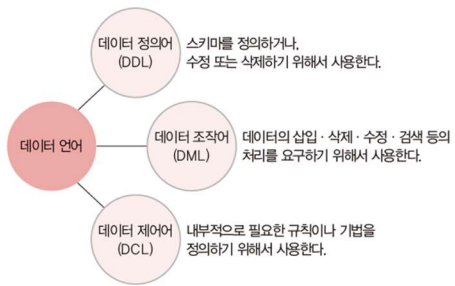 데이터 언어
데이터 정의어
(DDL)
스키마를 정의하거나,
수정 또는 삭제하기 위해서 사용한다.
데이터 조작어
(DML)
데이터의 삽입·삭제·수정·검색 등의
처리를 요구하기 위해서 사용한다.
데이터 제어어
(DCL)
내부적으로 필요한 규칙이나 기법을
정의하기 위해서 사용한다.